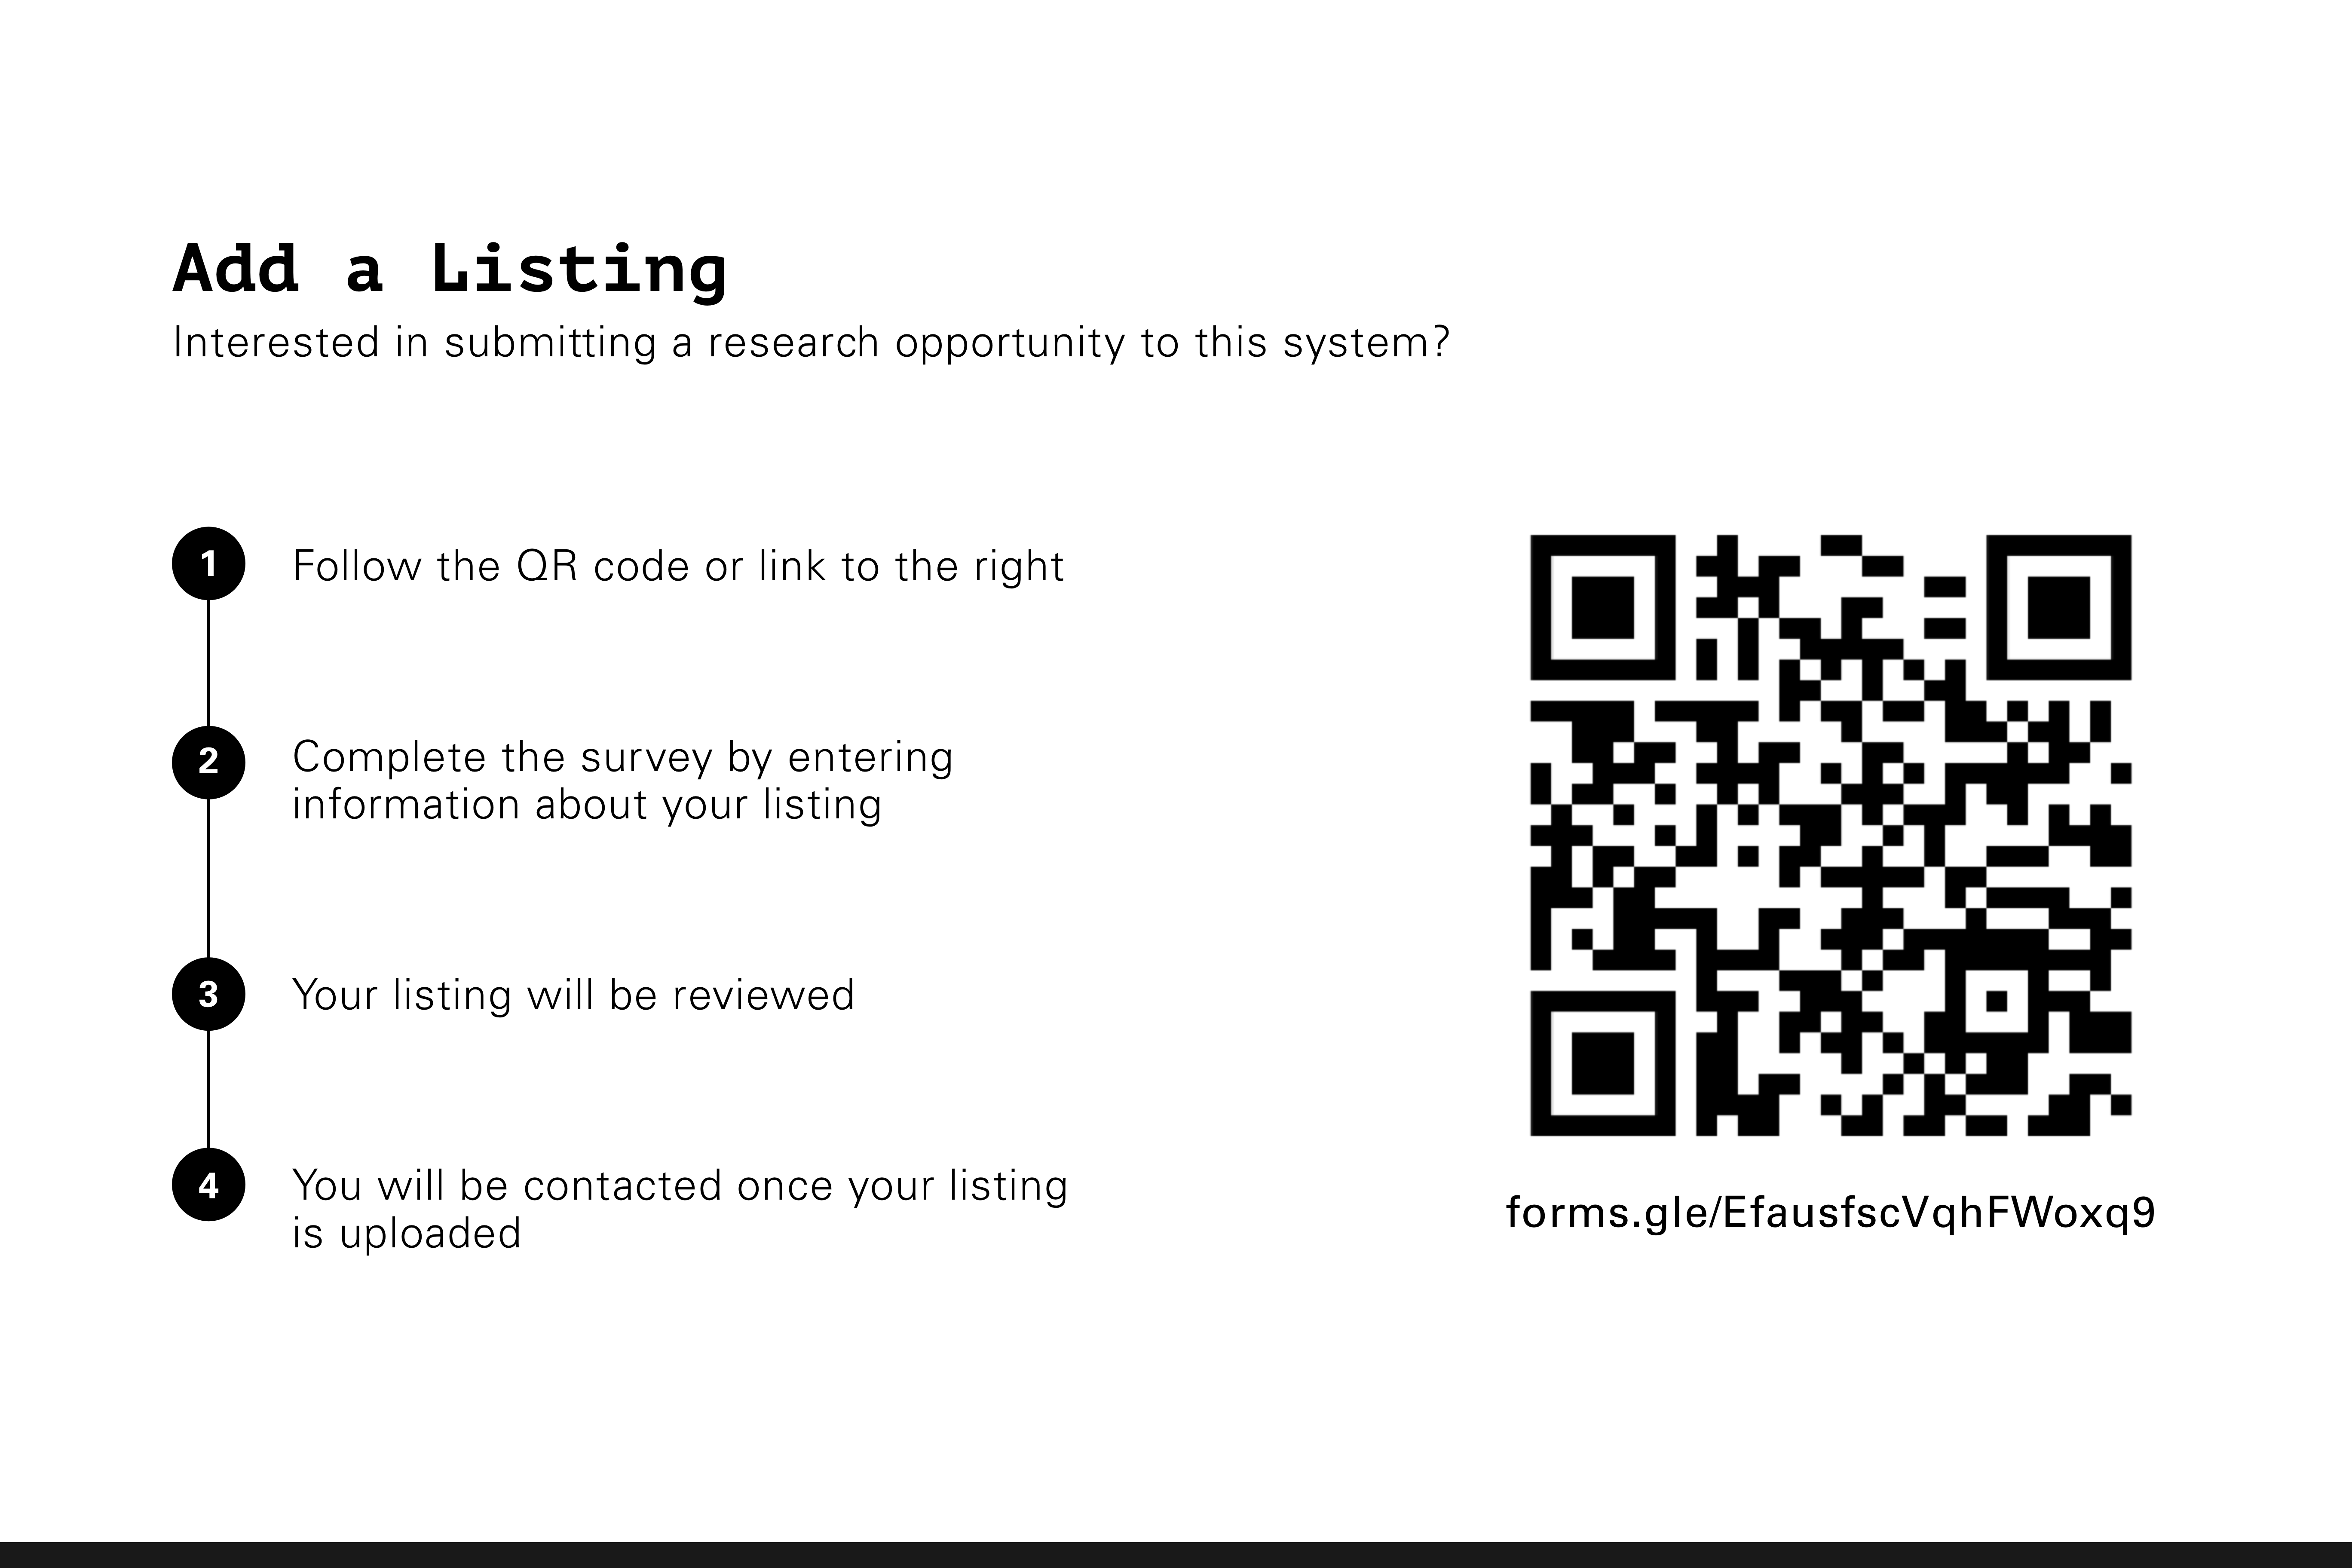 Add a Listing
Interested in submitting a research opportunity to this system?
1
Follow the QR code or link to the right
2
Complete the survey by entering
information about your listing
3
Your listing will be reviewed
4
You will be contacted once your listing
is uploaded
forms.gle/EfausfscVqhFWoxq9